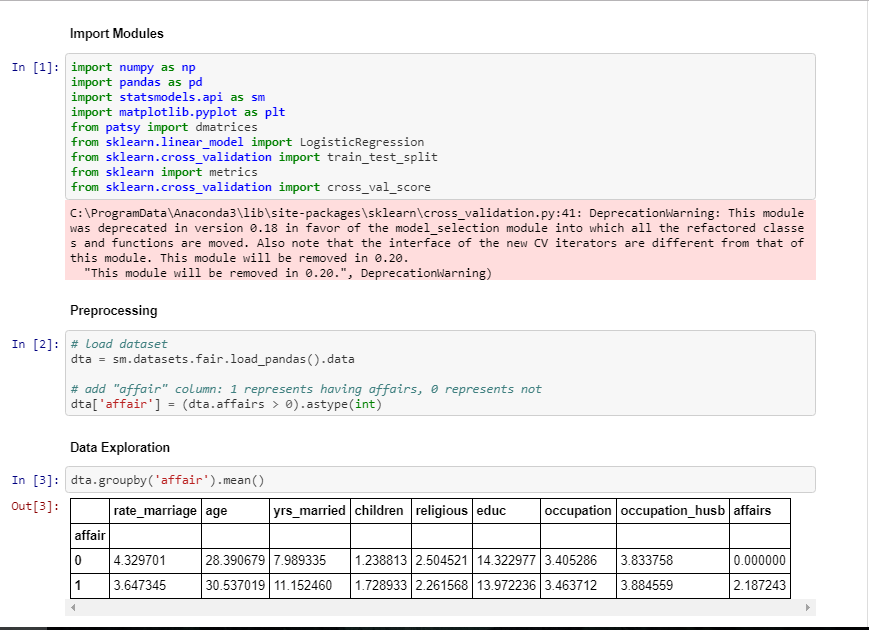 Import Modules
In [1]: import numpy as np
import pandas as pd
import statsmodels.api as sm
import matplotlib.pyplot as plt
from patsy import dmatrices
from sklearn.linear_model import LogisticRegression
from sklearn.cross_validation import train_test_split
from sklearn import metrics
from sklearn.cross_validation import cross_val_score
C:\ProgramData\Anaconda3\lib\site-packages\sklearn\cross_validation.py:41: DeprecationWarning: This module
was deprecated in version 0.18 in favor of the model_selection module into which all the refactored classe
s and functions are moved. Also note that the interface of the new CV iterators are different from that of
this module. This module will be removed in 0.20.
"This module will be removed in 0.20.", DeprecationWarning)
Preprocessing
In [2]: # load dataset
dta = sm.datasets.fair.load_pandas().data
# add "affair" column: 1 represents having affairs, 0 represents not
dta['affair'] = (dta.affairs > 0).astype(int)
Data Exploration
In [3]: dta.groupby('affair').mean()
Out[3]: rate_marriage age yrs_married children religious educ occupation occupation_husb affairs
affair
0 4.329701 28.390679 7.989335 1.238813 2.504521 14.322977 3.405286 3.833758 0.000000
1 3.647345 30.537019 11.152460 1.728933 2.261568 13.972236 3.463712 3.884559 2.187243